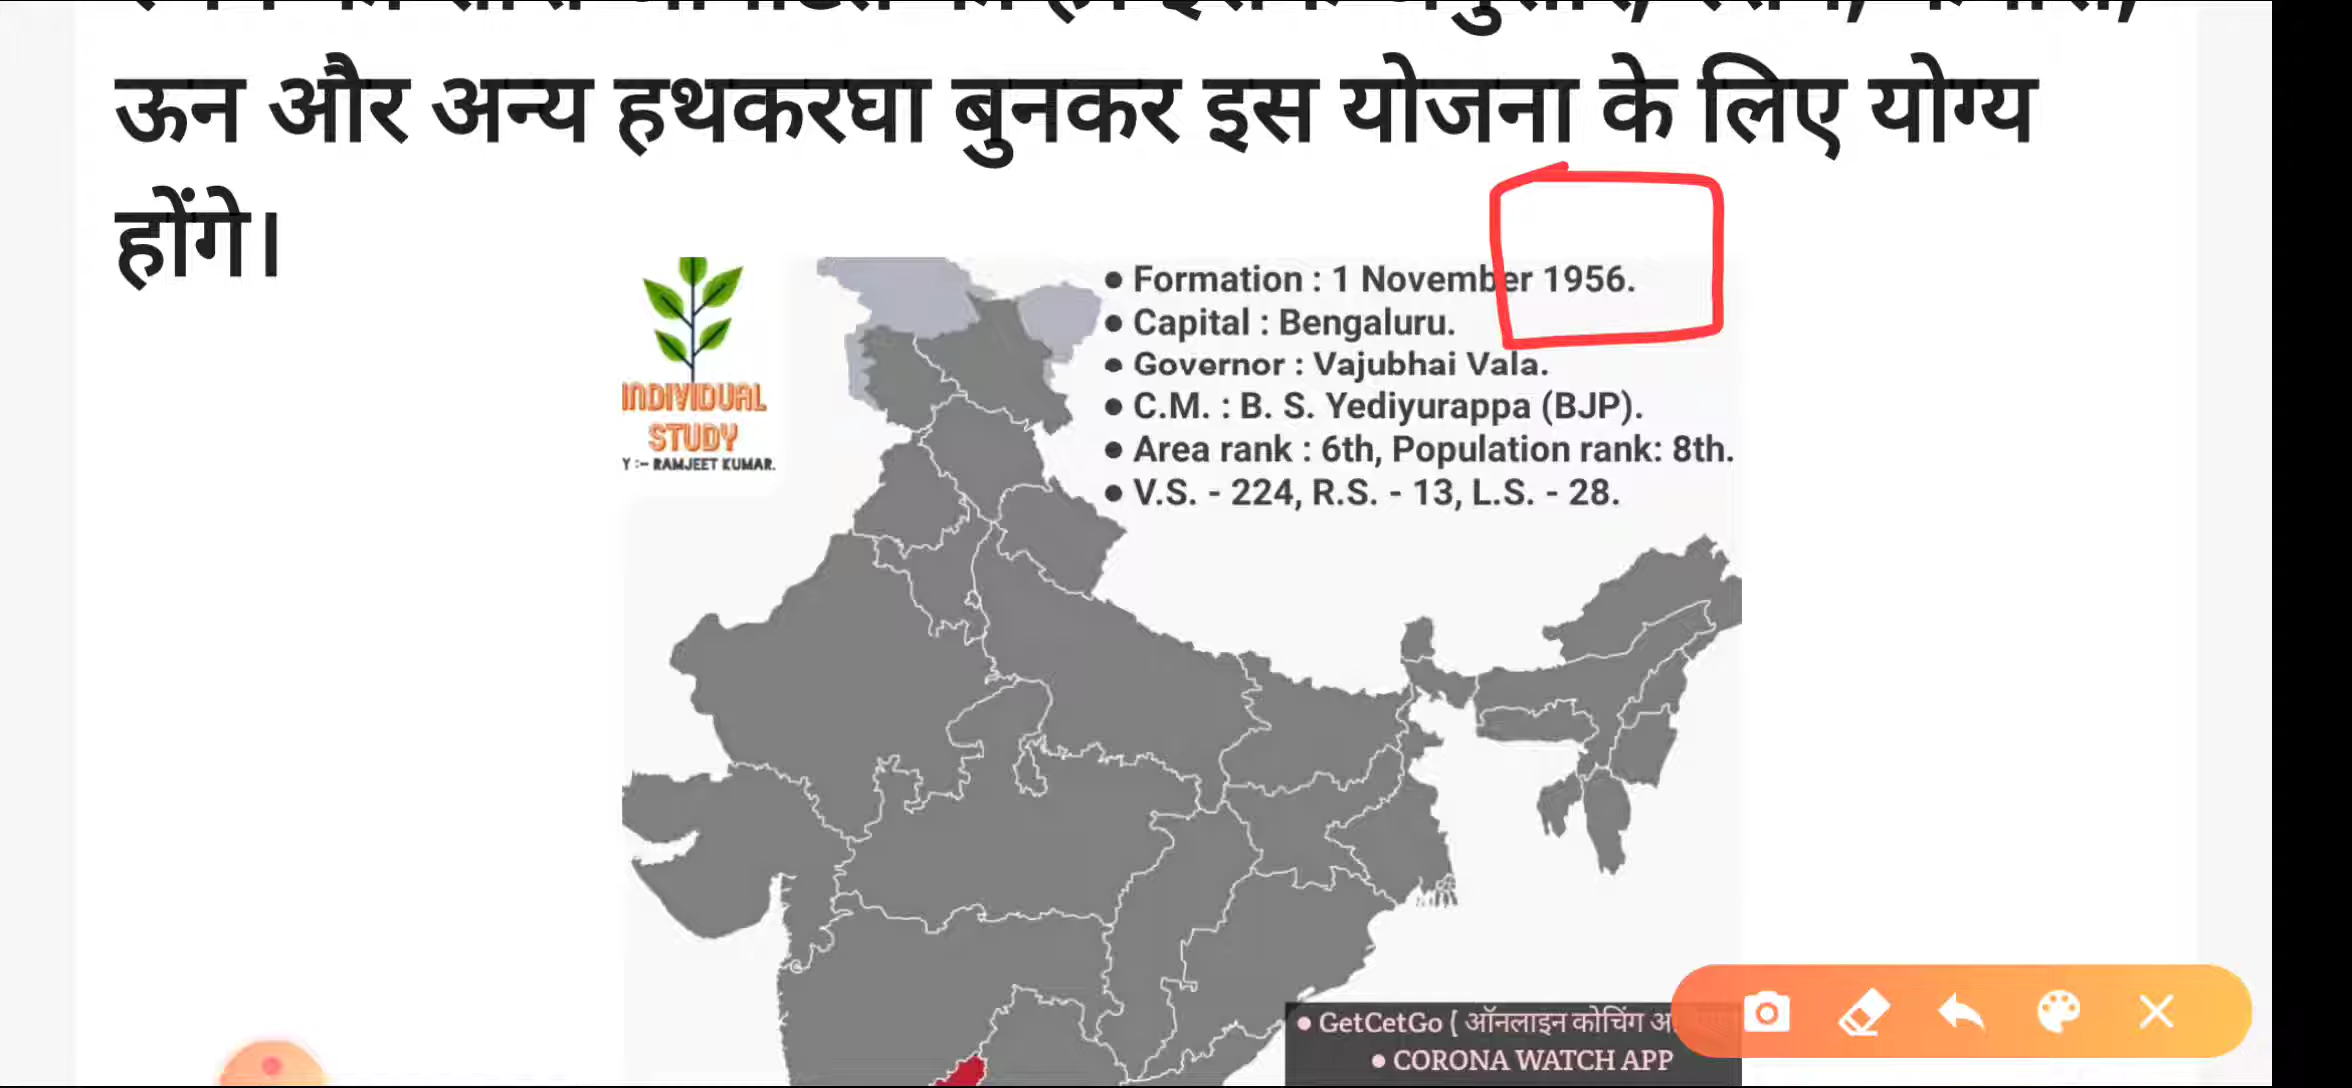 ऊन और अन्य हथकरघा बुनकर इस योजना के लिए योग्य
होंगे।
INDIVIDUAL
STUDY
Y :- RAMJEET KUMAR.
● Formation : 1 November 1956.
● Capital : Bengaluru.
● Governor : Vajubhai Vala.
● C.M. : B. S. Yediyurappa (BJP).
● Area rank : 6th, Population rank: 8th.
● V.S. - 224, R.S. - 13, L.S. - 28.
● GetCetGo ( ऑनलाइन कोचिंग
● CORONA WATCH APP